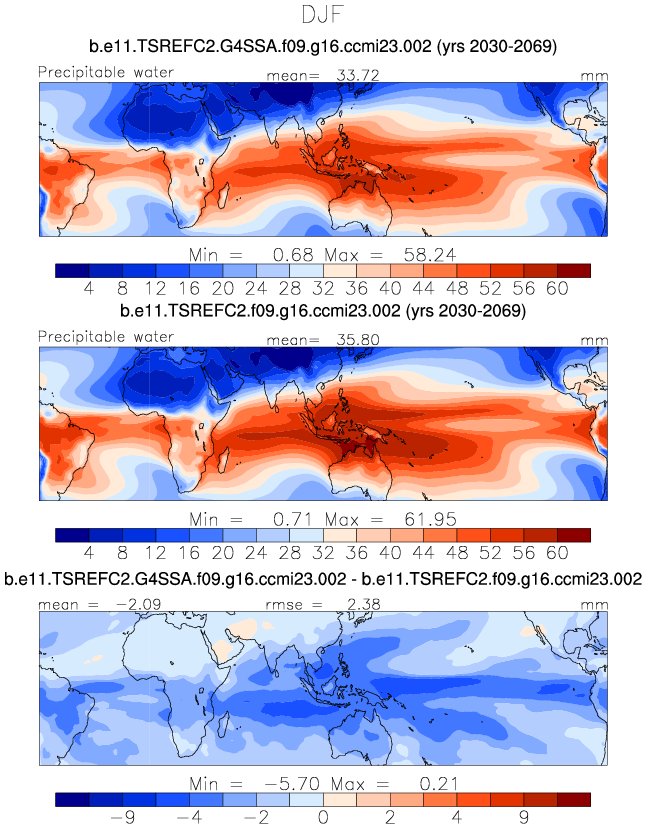 DJF
b.e11.TSREFC2.G4SSA.f09.g16.ccmi23.002 (yrs 2030-2069)
Precipitable water mean= 33.72 mm
Min = 0.68 Max = 58.24
4 8 12 16 20 24 28 32 36 40 44 48 52 56 60
b.e11.TSREFC2.f09.g16.ccmi23.002 (yrs 2030-2069)
Precipitable water mean= 35.80 mm
Min = 0.71 Max = 61.95
4 8 12 16 20 24 28 32 36 40 44 48 52 56 60
b.e11.TSREFC2.G4SSA.f09.g16.ccmi23.002 - b.e11.TSREFC2.f09.g16.ccmi23.002
mean = −2.09 rmse = 2.38 mm
Min = −5.70 Max = 0.21
−9 −4 −2 0 2 4 9